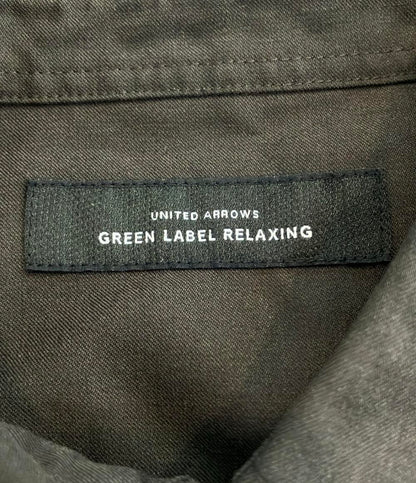 UNITED ARROWS
GREEN LABEL RELAXING